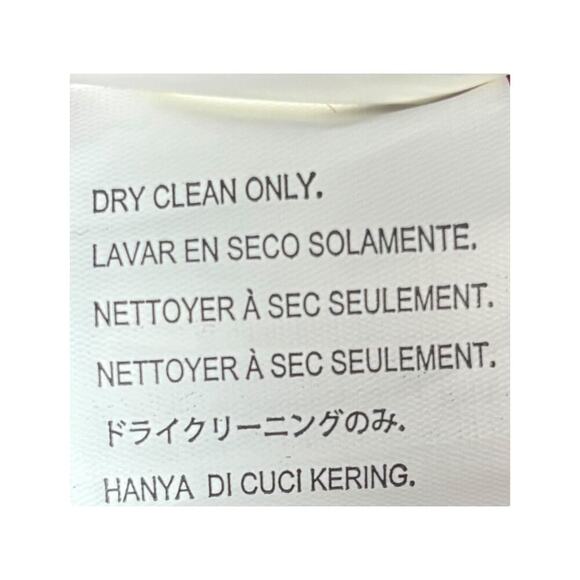 DRY CLEAN ONLY.
LAVAR EN SECO SOLAMENTE.
NETTOYER À SEC SEULEMENT.
NETTOYER À SEC SEULEMENT.
ドライクリーニングのみ.
HANYA DI CUCI KERING.